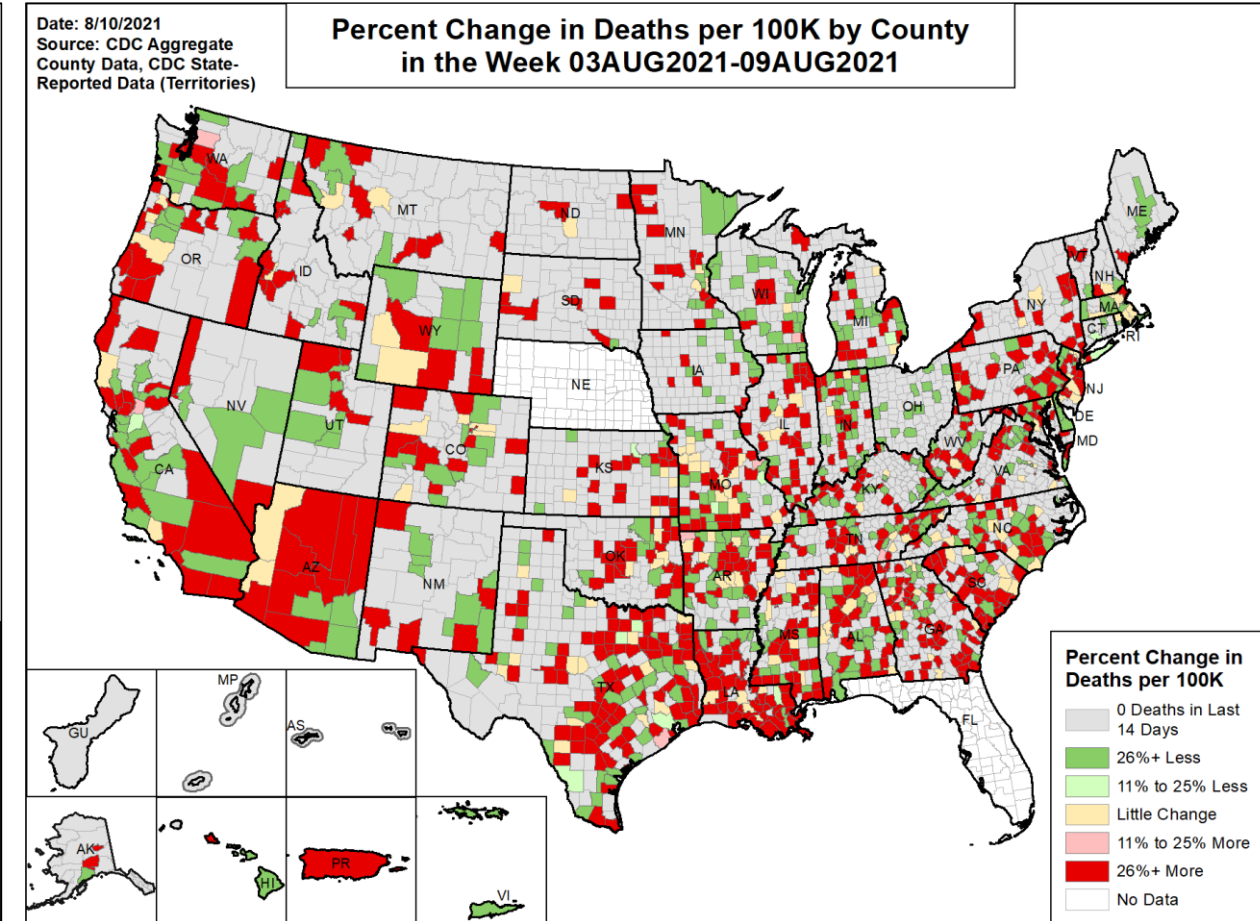 Date: 8/10/2021
Source: CDC Aggregate
County Data, CDC State-
Reported Data (Territories)
Percent Change in Deaths per 100K by County
in the Week 03AUG2021-09AUG2021
WA
MT
ND
MN
ME
OR
ID
SD
WI
MI
VT
NH
NY
MA
CT
RI
WY
IA
NE
PA
NJ
NV
UT
CO
IL
IN
OH
DE
MD
WV
VA
CA
KS
MO
KY
AZ
NM
OK
AR
TN
NC
SC
TX
LA
MS
AL
GA
FL
GU
MP
AS
AK
HI
PR
VI
Percent Change in
Deaths per 100K
0 Deaths in Last
14 Days
26%+ Less
11% to 25% Less
Little Change
11% to 25% More
26%+ More
No Data